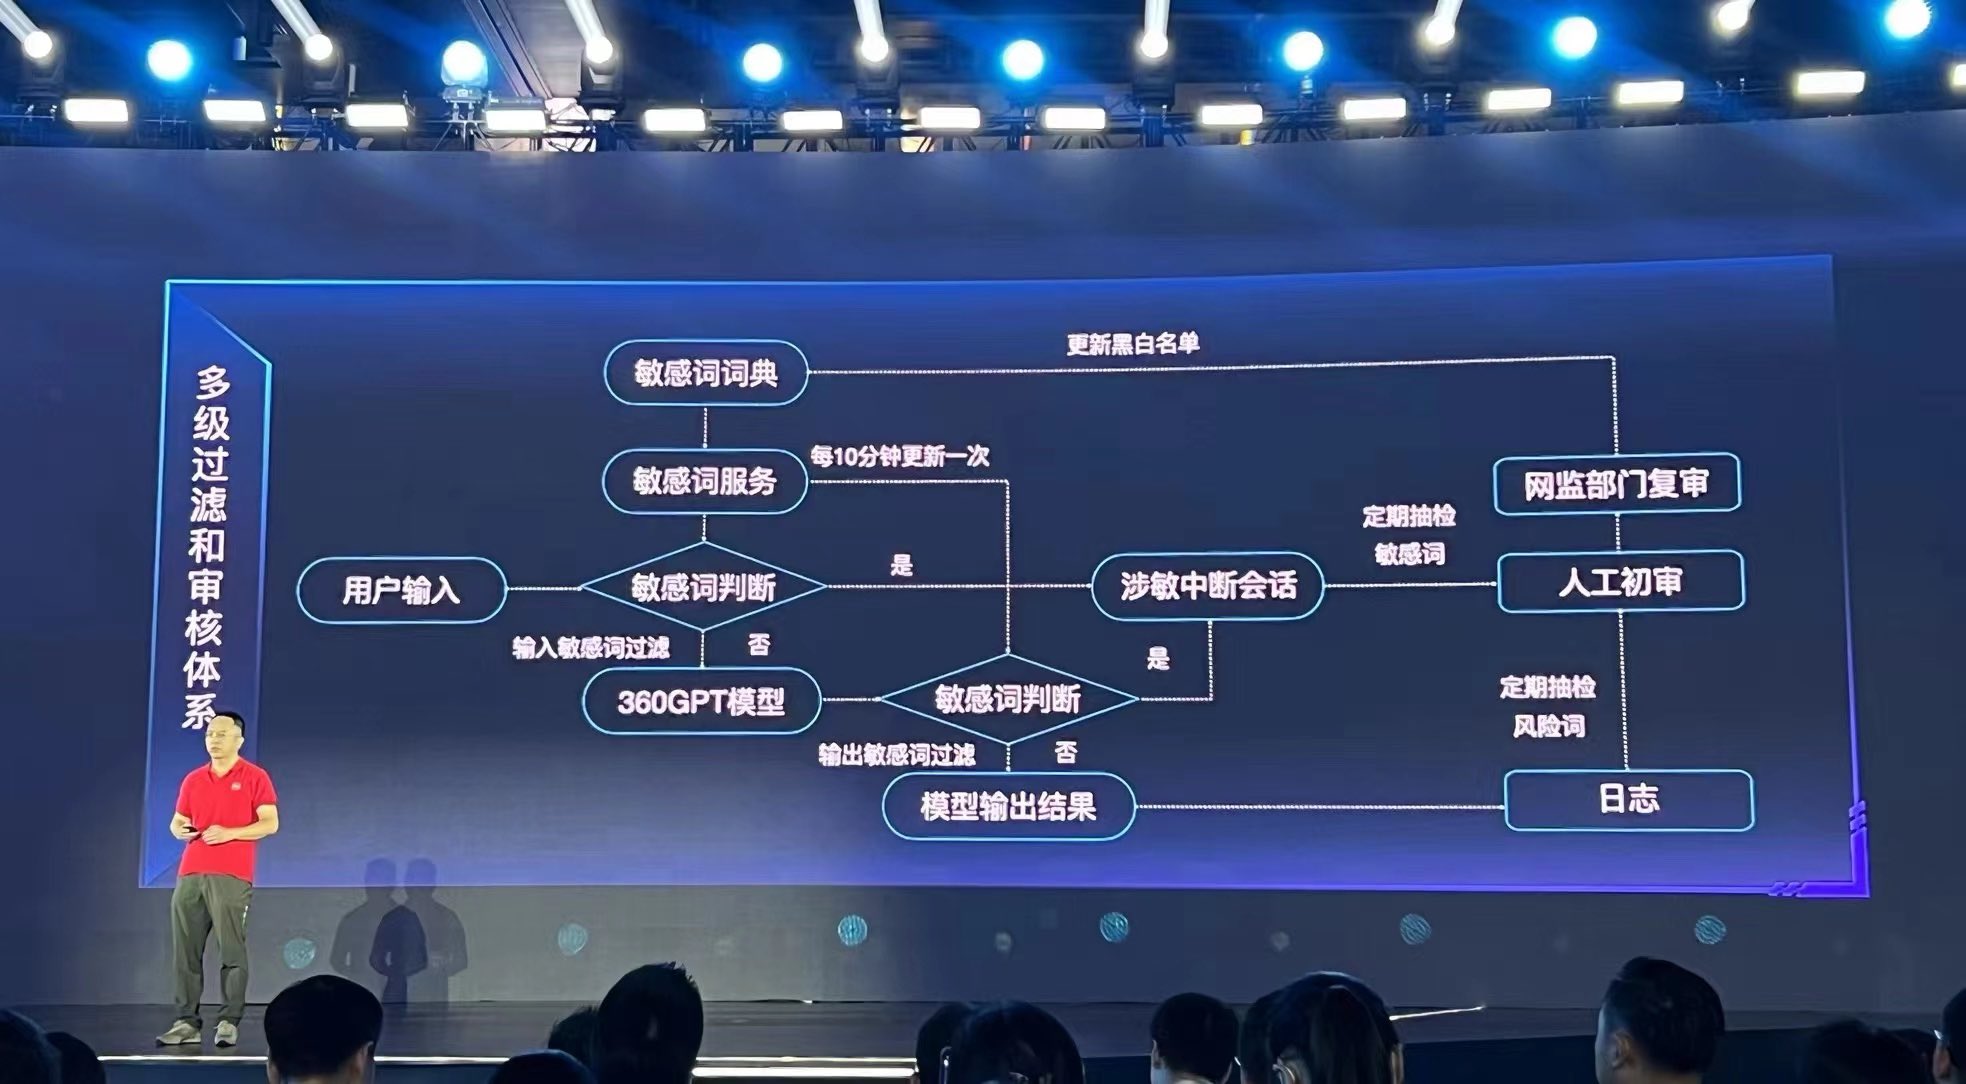 多级过滤和审核体系
敏感词词典
更新黑白名单
敏感词服务
每10分钟更新一次
网监部门复审
定期抽检
敏感词
用户输入
敏感词判断
是
涉敏中断会话
人工初审
输入敏感词过滤
否
360GPT模型
敏感词判断
是
定期抽检
风险词
输出敏感词过滤
否
模型输出结果
日志